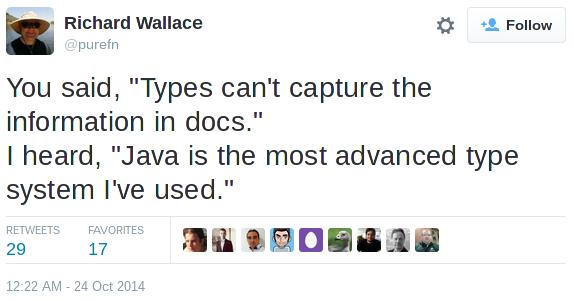 Richard Wallace
@purefn
Follow
You said, "Types can't capture the
information in docs."
I heard, "Java is the most advanced type
system I've used."
RETWEETS
FAVORITES
29
17
12:22 AM - 24 Oct 2014